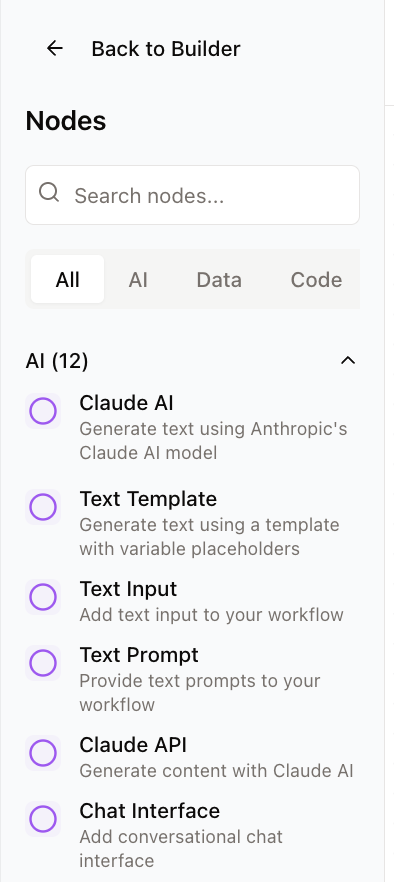 Back to Builder
Nodes
Search nodes...
All AI Data Code
AI (12)
Claude AI
Generate text using Anthropic's
Claude AI model
Text Template
Generate text using a template
with variable placeholders
Text Input
Add text input to your workflow
Text Prompt
Provide text prompts to your
workflow
Claude API
Generate content with Claude AI
Chat Interface
Add conversational chat
interface